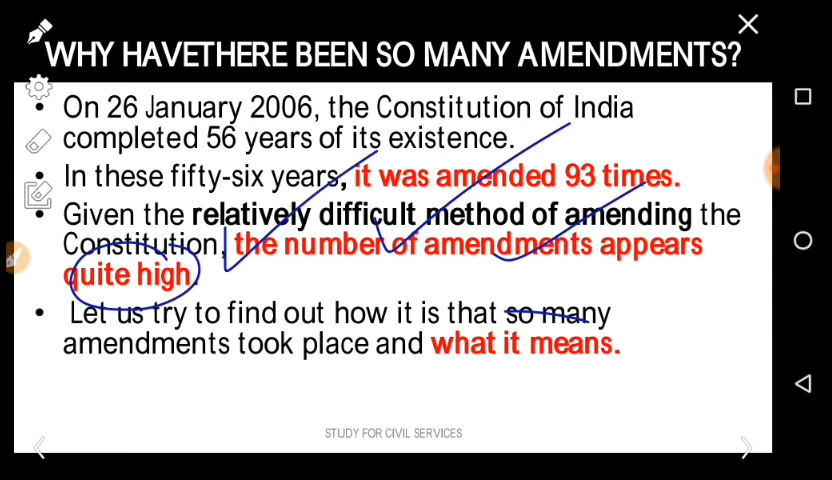 WHY HAVETHERE BEEN SO MANY AMENDMENTS?
• On 26 January 2006, the Constitution of India
completed 56 years of its existence.
• In these fifty-six years, it was amended 93 times.
• Given the relatively difficult method of amending the
Constitution, the number of amendments appears
quite high.
• Let us try to find out how it is that so many
amendments took place and what it means.
STUDY FOR CIVIL SERVICES